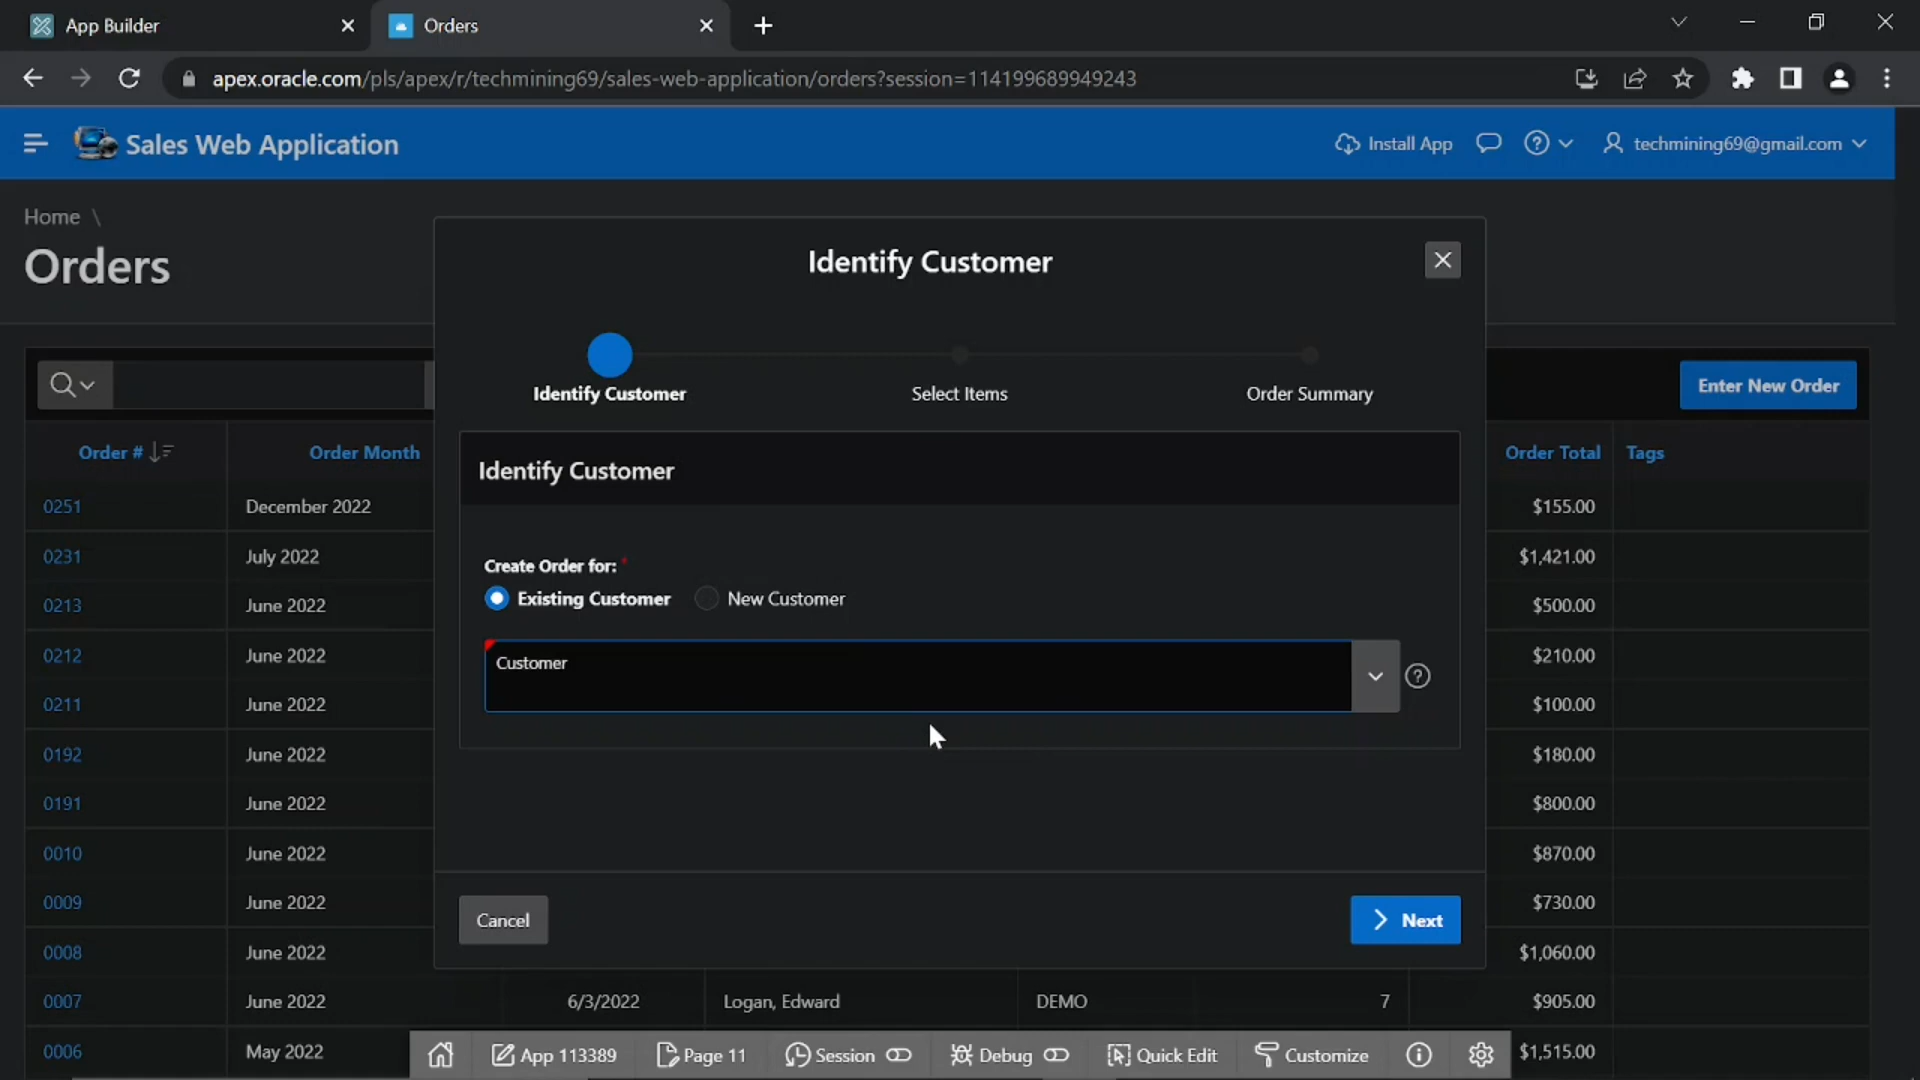 App Builder
Orders
apex.oracle.com/pls/apex/r/techmining69/sales-web-application/orders?session=114199689949243
Sales Web Application
Install App
techmining69@gmail.com
Home \
Orders
Identify Customer
Identify Customer
Select Items
Order Summary
Enter New Order
Order #
Order Month
Order Total
Tags
Identify Customer
0251 December 2022 $155.00
0231 July 2022 $1,421.00
0213 June 2022 $500.00
0212 June 2022 $210.00
0211 June 2022 $100.00
0192 June 2022 $180.00
0191 June 2022 $800.00
0010 June 2022 $870.00
0009 June 2022 $730.00
0008 June 2022 $1,060.00
0007 June 2022 6/3/2022 Logan, Edward DEMO 7 $905.00
0006 May 2022 $1,515.00
Create Order for: *
Existing Customer
New Customer
Customer
Cancel
Next
App 113389
Page 11
Session
Debug
Quick Edit
Customize